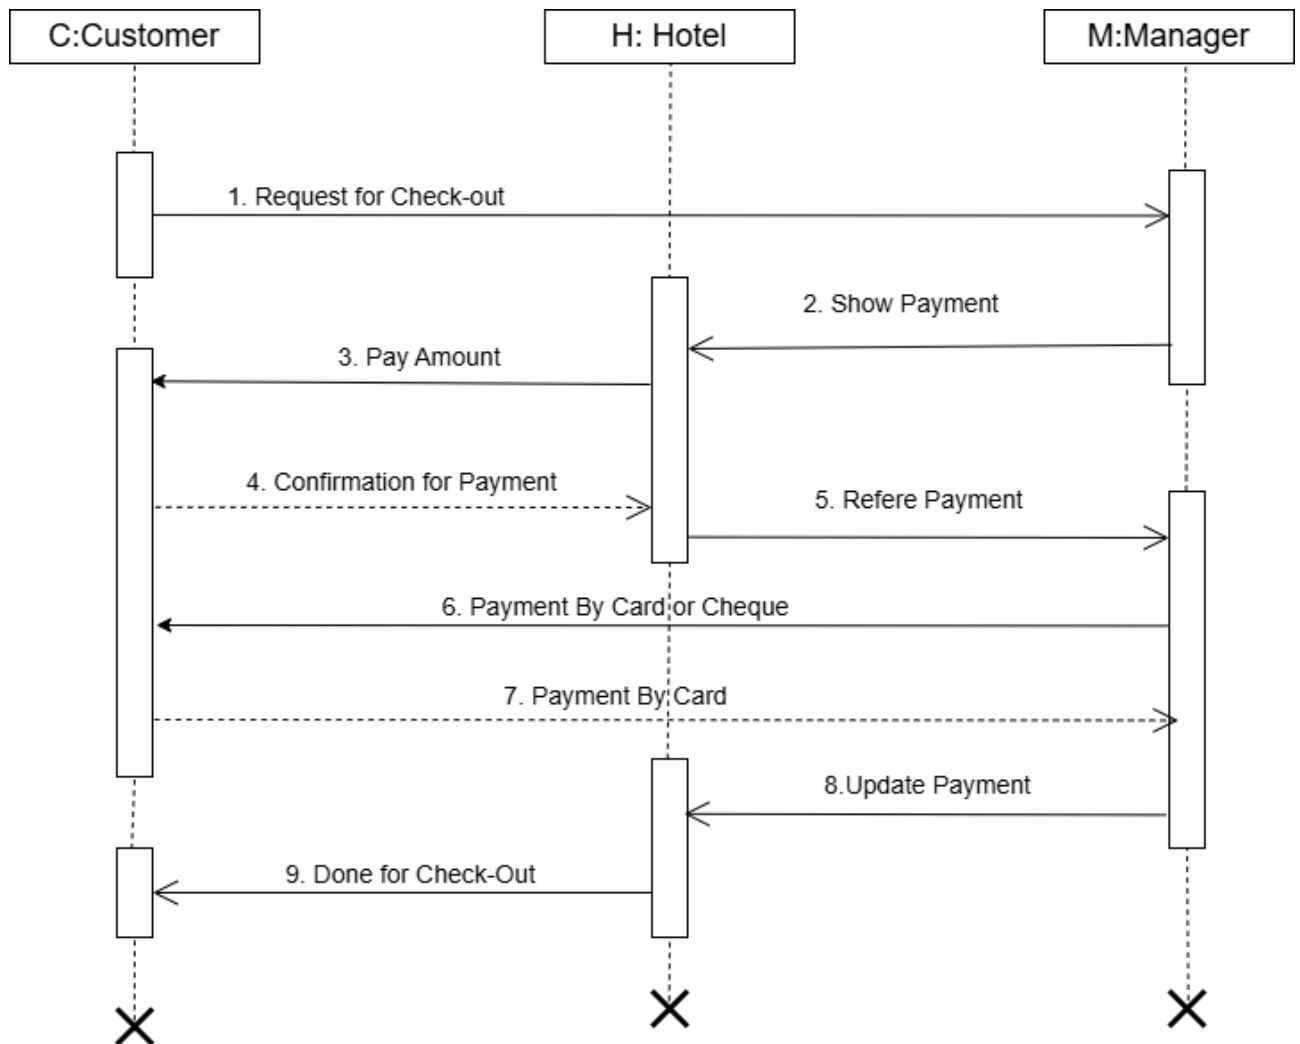 C:Customer
H: Hotel
M:Manager
1. Request for Check-out
2. Show Payment
3. Pay Amount
4. Confirmation for Payment
5. Refere Payment
6. Payment By Card or Cheque
7. Payment By Card
8.Update Payment
9. Done for Check-Out